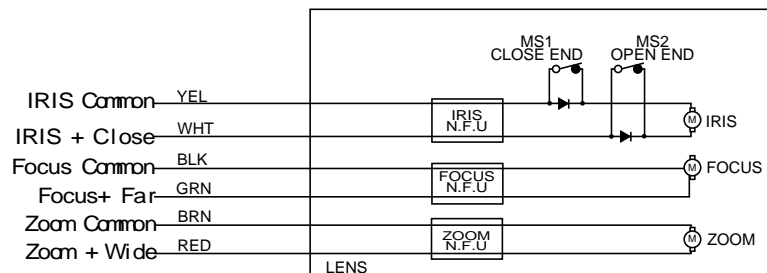 MS1 MS2
CLOSE END OPEN END
IRIS Common YEL
IRIS N.F.U
M IRIS
IRIS + Close WHT
Focus Common BLK
FOCUS N.F.U
M FOCUS
Focus+ Far GRN
Zoom Common BRN
ZOOM N.F.U
M ZOOM
Zoom + Wide RED
LENS